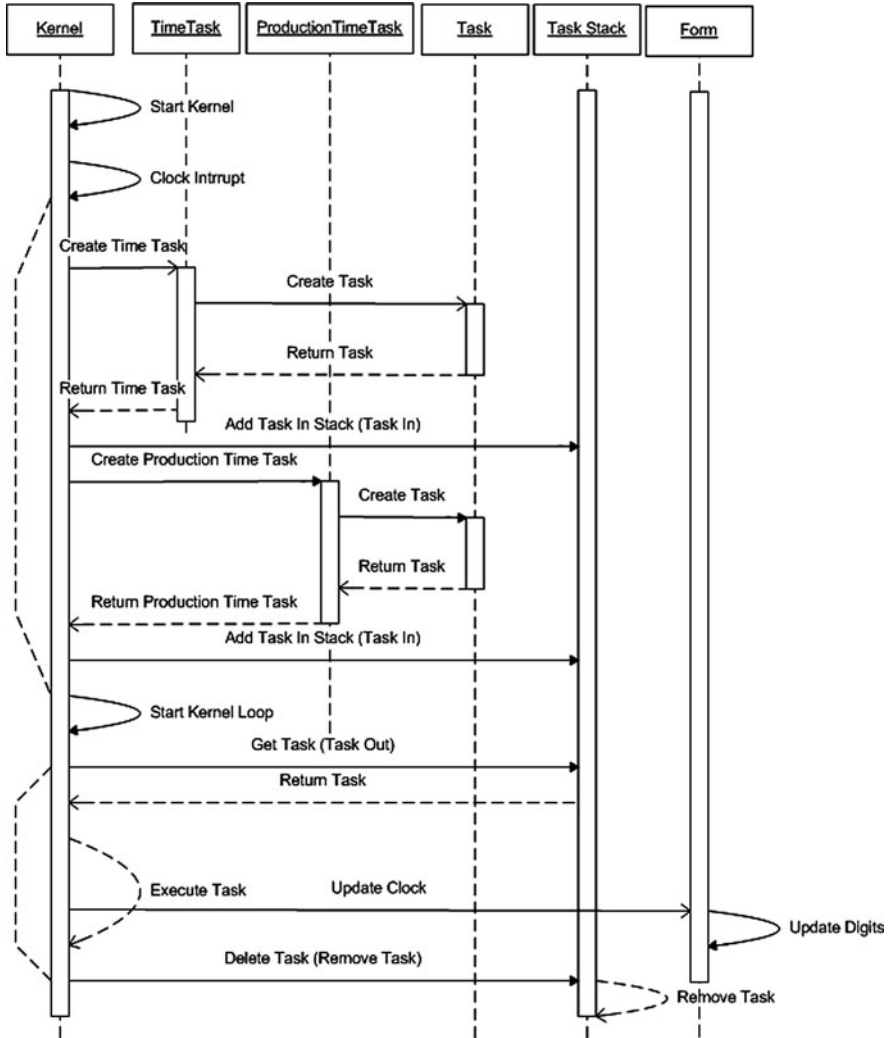 Kernel
TimeTask
ProductionTimeTask
Task
Task Stack
Form
Start Kernel
Clock Intrrupt
Create Time Task
Create Task
Return Task
Return Time Task
Add Task In Stack (Task In)
Create Production Time Task
Create Task
Return Task
Return Production Time Task
Add Task In Stack (Task In)
Start Kernel Loop
Get Task (Task Out)
Return Task
Execute Task
Update Clock
Update Digits
Delete Task (Remove Task)
Remove Task